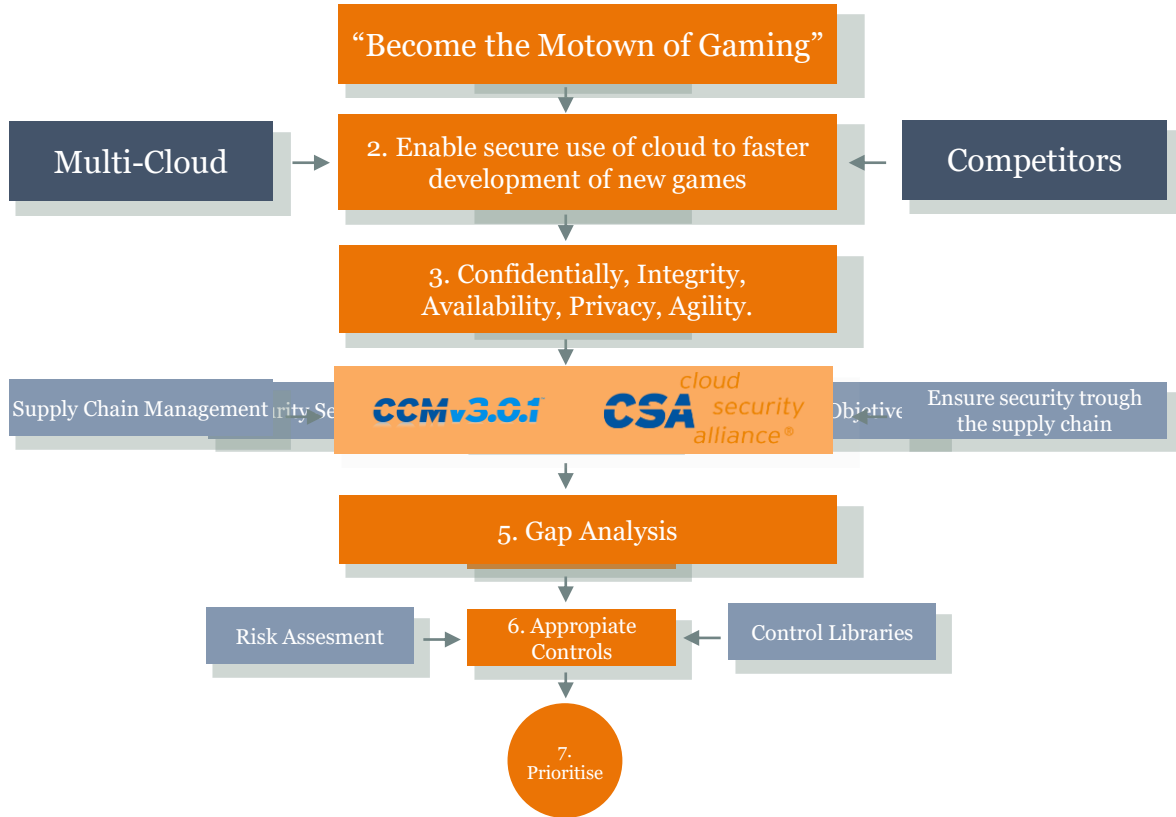 “Become the Motown of Gaming”
Multi-Cloud
2. Enable secure use of cloud to faster
development of new games
Competitors
3. Confidentially, Integrity,
Availability, Privacy, Agility.
Supply Chain Management
CCMv3.0.1™
CSA
cloud
security
alliance®
Ensure security trough
the supply chain
5. Gap Analysis
Risk Assesment
6. Appropiate
Controls
Control Libraries
7.
Prioritise